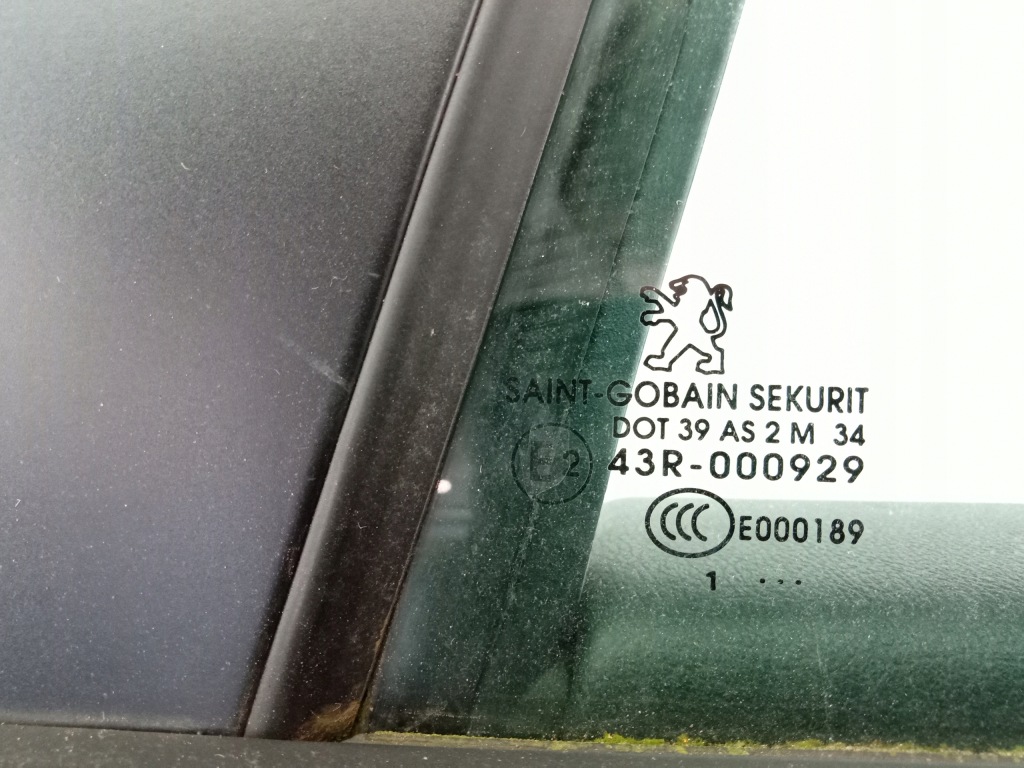 SAINT-GOBAIN SEKURIT
DOT 39 AS 2 M 34
E2 43R-000929
CCC E000189
1 ...